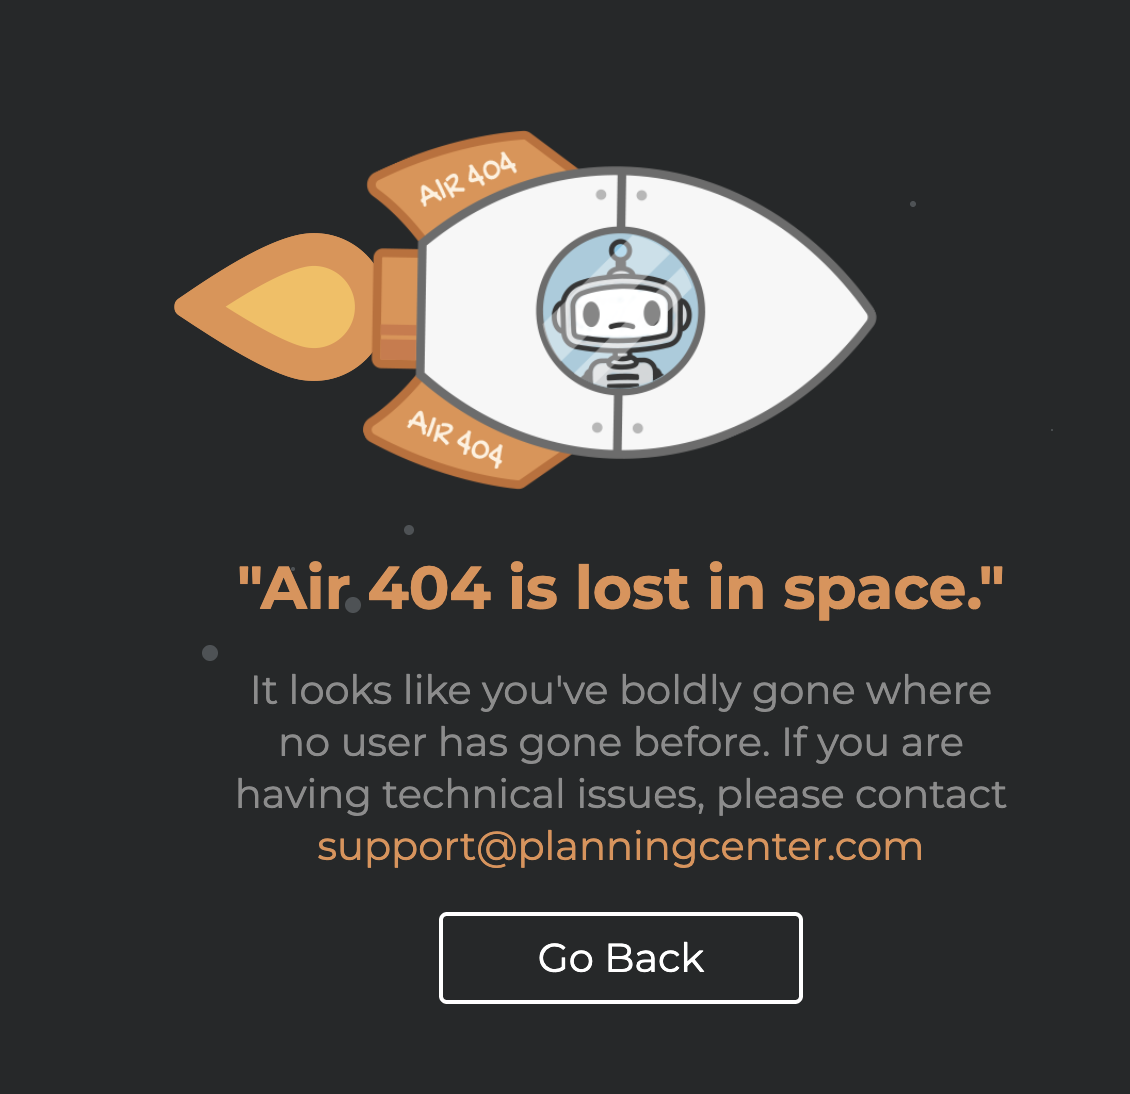 AIR 404
AIR 404
"Air 404 is lost in space."
It looks like you've boldly gone where
no user has gone before. If you are
having technical issues, please contact
support@planningcenter.com
Go Back